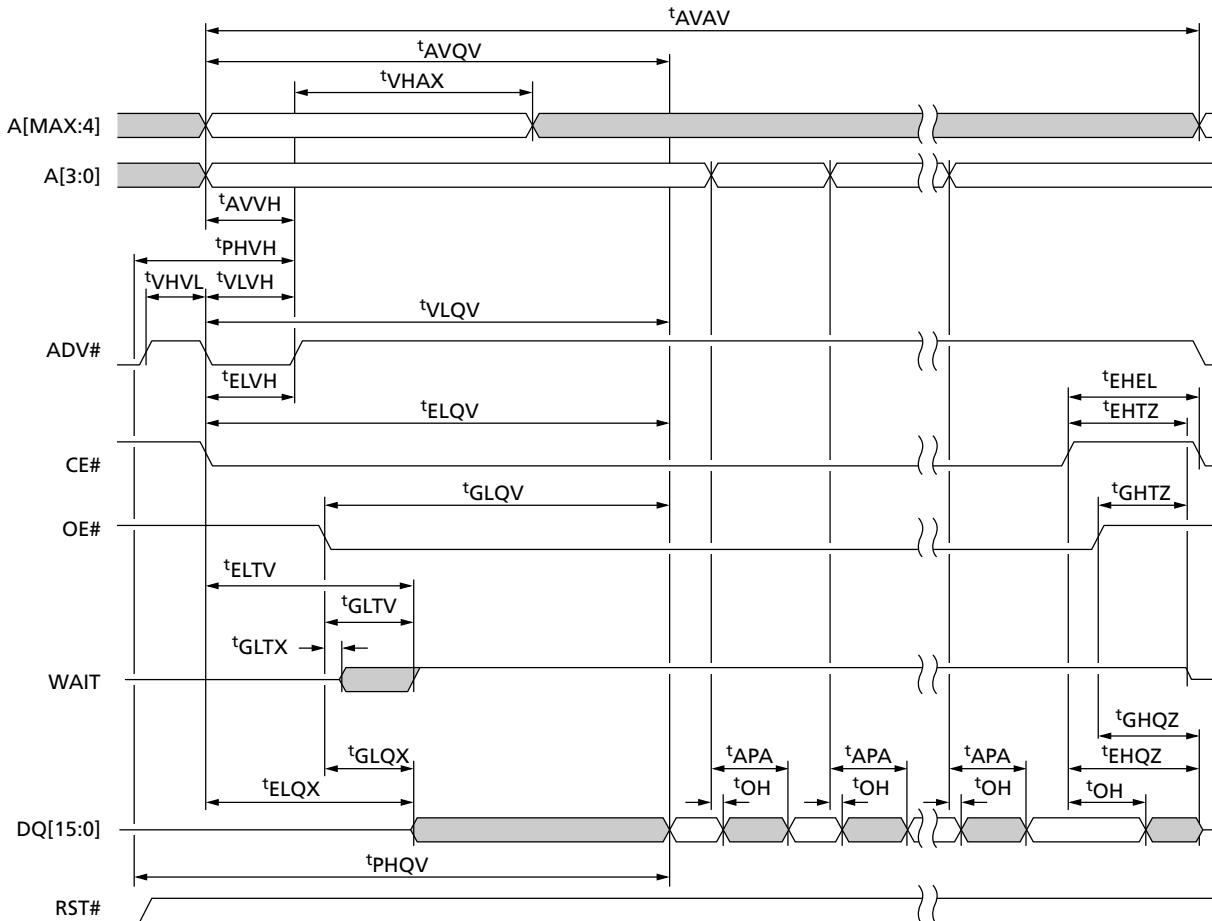 tAVAV
tAVQV
tVHAX
A[MAX:4]
A[3:0]
tAVVH
tPHVH
tVHVL tVLVH
tVLQV
ADV#
tELVH
tEHEL
tELQV
tEHTZ
CE#
tGLQV
tGHTZ
OE#
tELTV
tGLTV
tGLTX
WAIT
tGHQZ
tGLQX tAPA tAPA tAPA tEHQZ
tELQX tOH tOH tOH tOH
DQ[15:0]
tPHQV
RST#